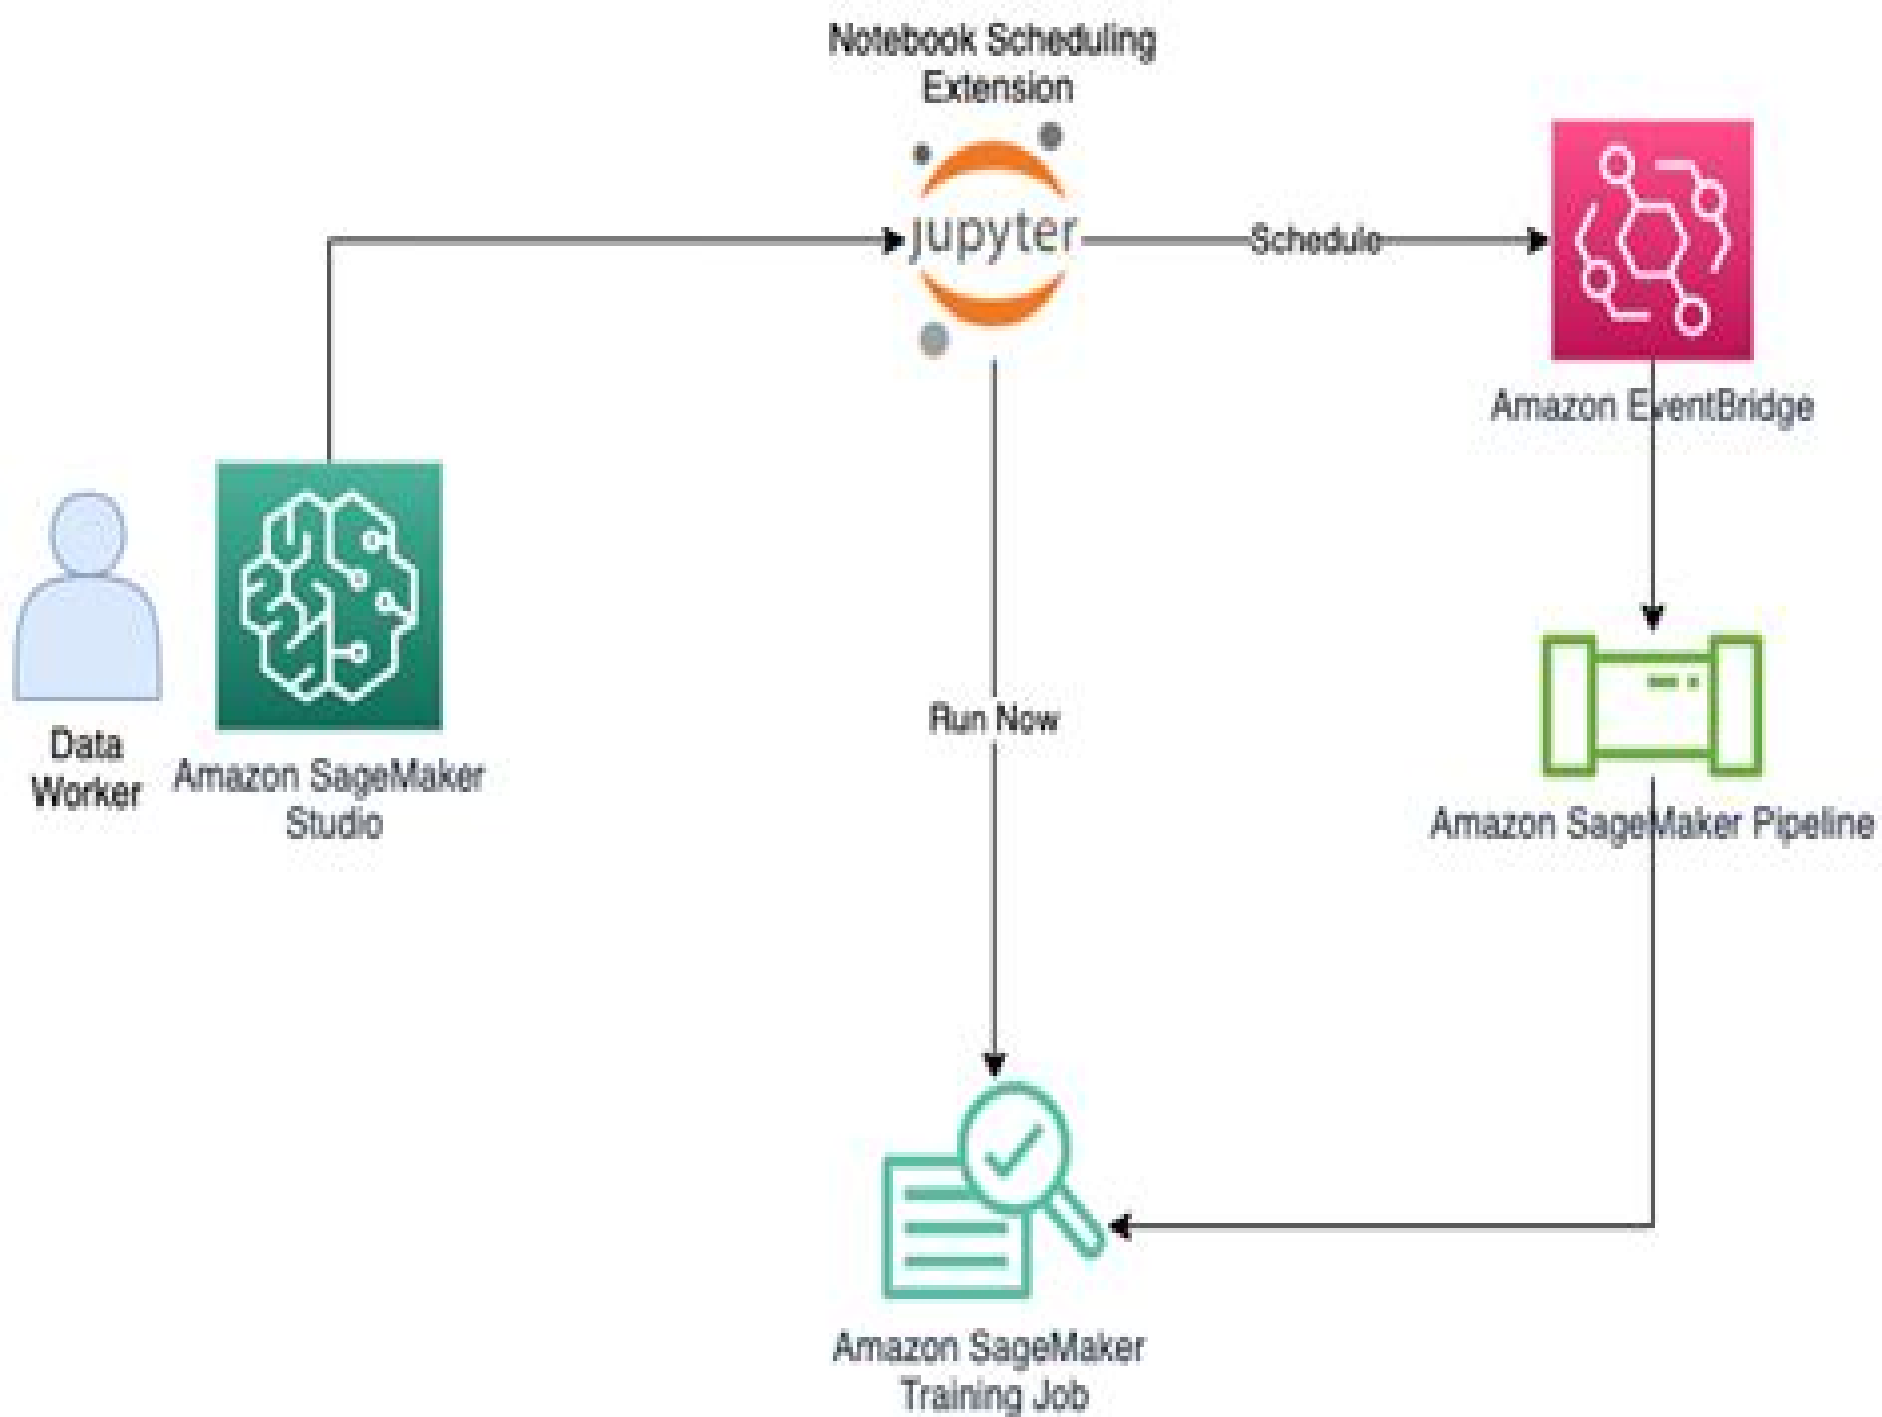 Notebook Scheduling
Extension
jupyter
Schedule
Amazon EventBridge
Run Now
Data
Worker
Amazon SageMaker
Studio
Amazon SageMaker Pipeline
Amazon SageMaker
Training Job